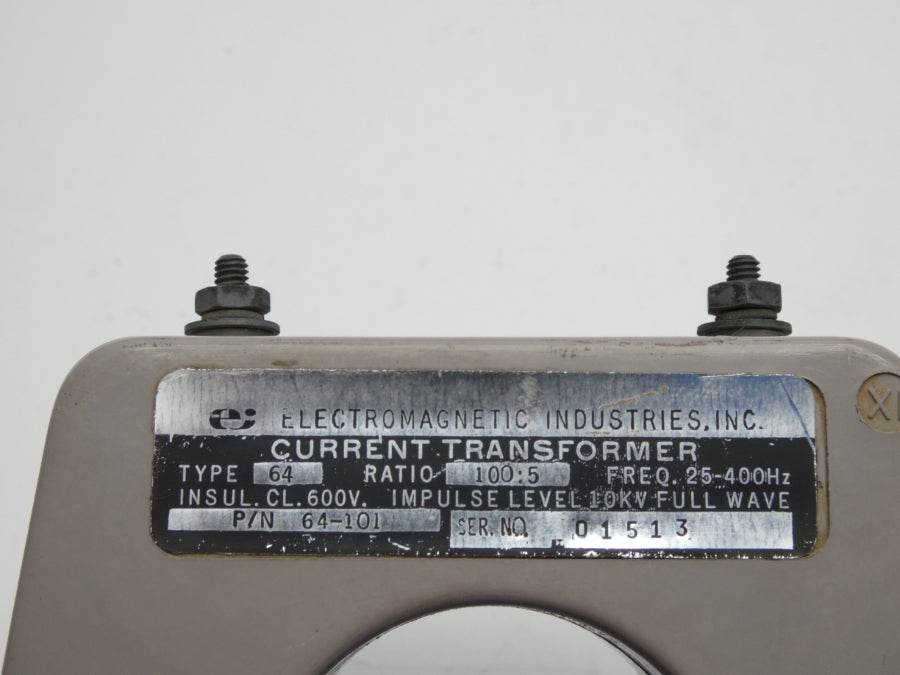 ei ELECTROMAGNETIC INDUSTRIES, INC.
CURRENT TRANSFORMER
TYPE 64 RATIO 100:5 FREQ. 25-400Hz
INSUL. CL. 600V. IMPULSE LEVEL 10KV FULL WAVE
P/N 64-101 SER. NO. 01513